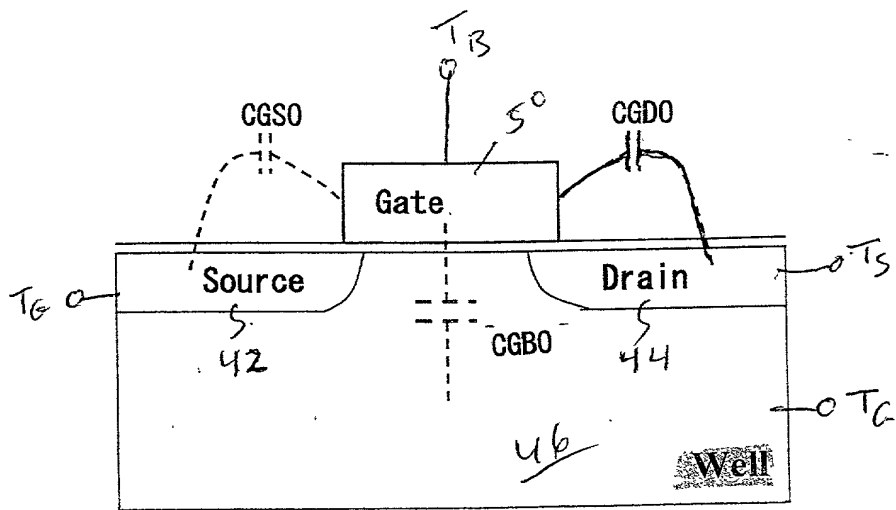 TB
CGSO
50
CGDO
Gate
Source
Drain
TS
TG
42
CGBO
44
TG
46
Well